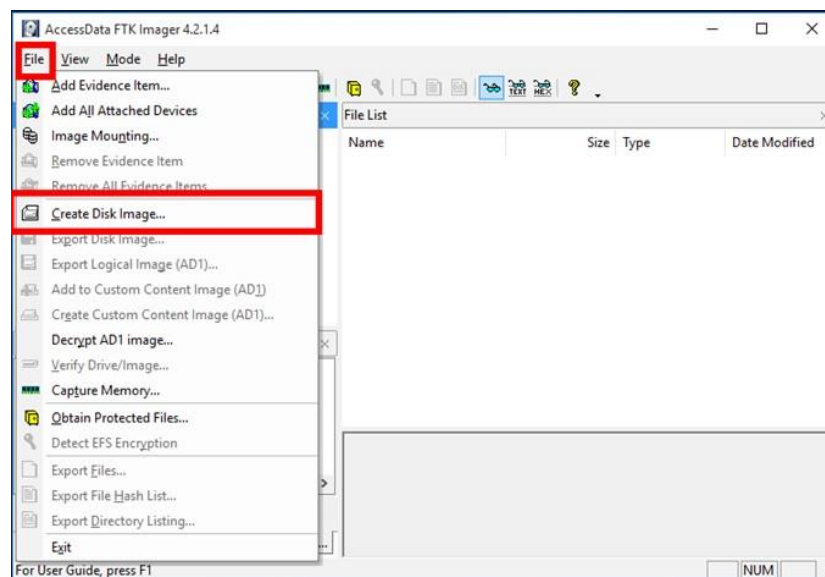 AccessData FTK Imager 4.2.1.4
File View Mode Help
Add Evidence Item...
Add All Attached Devices
Image Mounting...
Remove Evidence Item
Remove All Evidence Items
Create Disk Image...
Export Disk Image...
Export Logical Image (AD1)...
Add to Custom Content Image (AD1)
Create Custom Content Image (AD1)...
Decrypt AD1 image...
Verify Drive/Image...
Capture Memory...
Obtain Protected Files...
Detect EFS Encryption
Export Files...
Export File Hash List...
Export Directory Listing...
Exit
TEXT HEX
File List
Name Size Type Date Modified
For User Guide, press F1
NUM